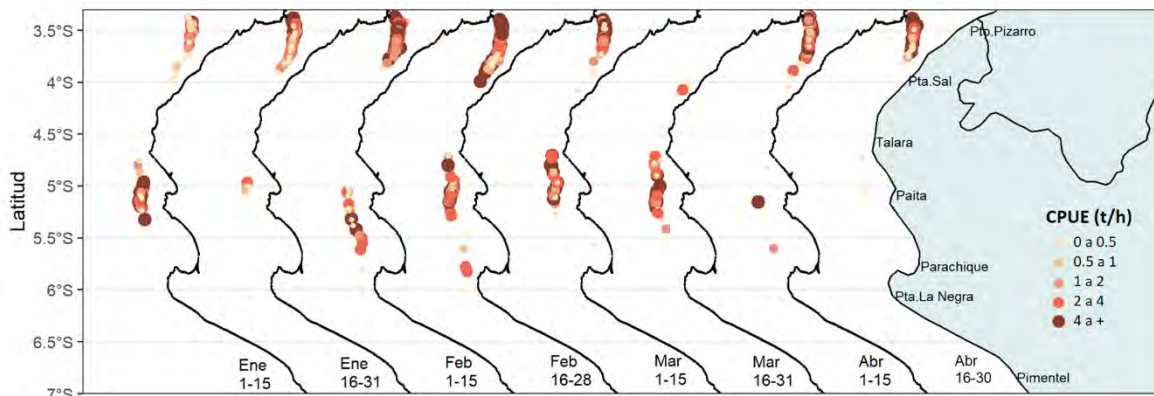 3.5°S
Pto.Pizarro
4°S
Pta.Sal
4.5°S
Talara
5°S
Paita
Latitud
CPUE (t/h)
0 a 0.5
0.5 a 1
1 a 2
2 a 4
4 a +
5.5°S
Parachique
6°S
Pta.La Negra
6.5°S
Ene
1-15
Ene
16-31
Feb
1-15
Feb
16-28
Mar
1-15
Mar
16-31
Abr
1-15
Abr
16-30
Pimentel
7°S